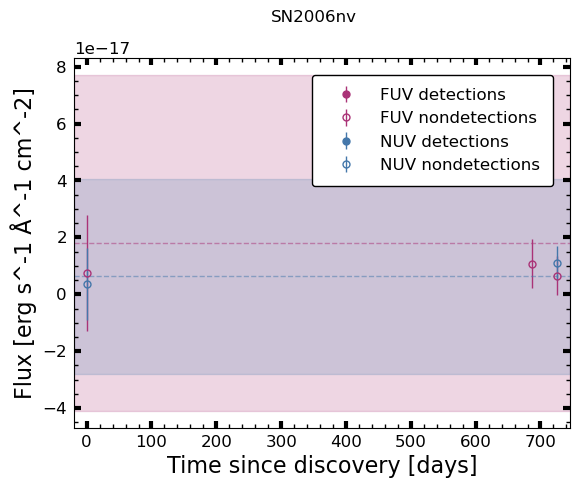 SN2006nv
1e−17
8
6
4
2
0
−2
−4
Flux [erg s^-1 Å^-1 cm^-2]
FUV detections
FUV nondetections
NUV detections
NUV nondetections
0 100 200 300 400 500 600 700
Time since discovery [days]